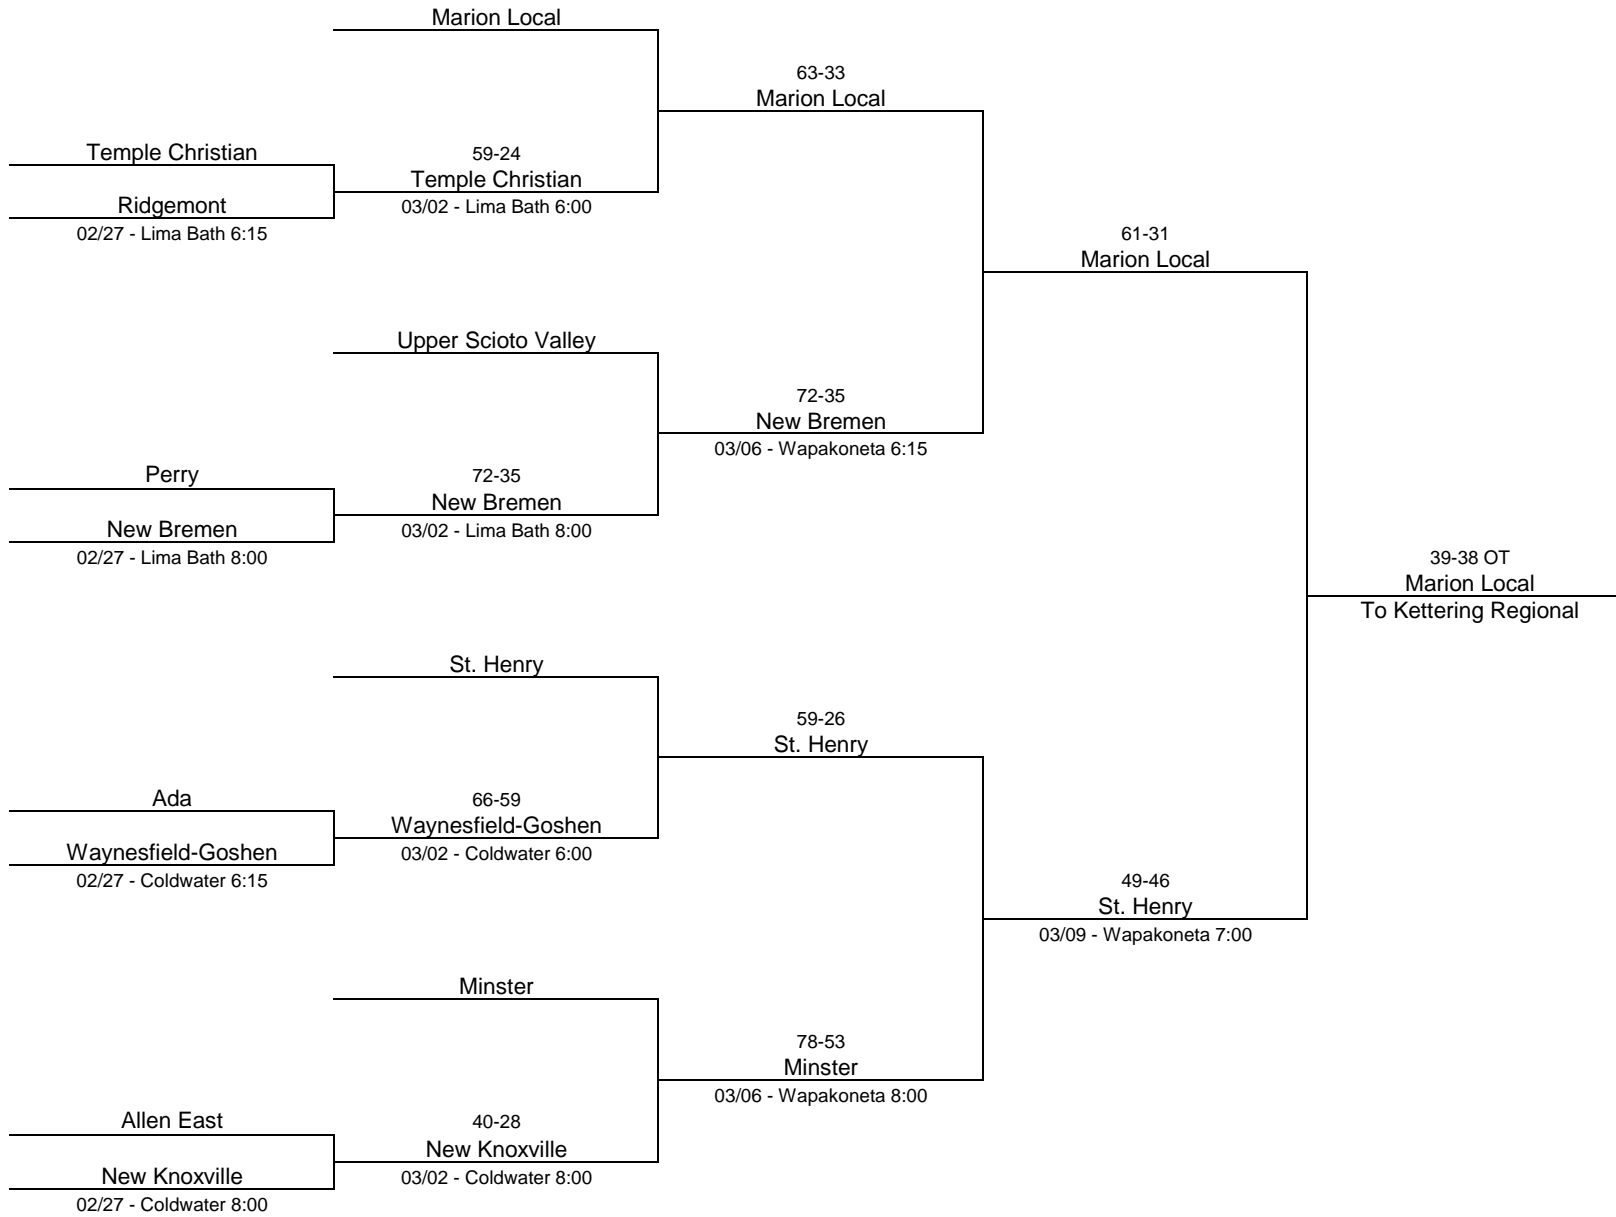 Marion Local
63-33
Marion Local
Temple Christian
59-24
Temple Christian
Ridgemont
03/02 - Lima Bath 6:00
02/27 - Lima Bath 6:15
61-31
Marion Local
Upper Scioto Valley
72-35
New Bremen
03/06 - Wapakoneta 6:15
Perry
72-35
New Bremen
New Bremen
03/02 - Lima Bath 8:00
02/27 - Lima Bath 8:00
39-38 OT
Marion Local
To Kettering Regional
St. Henry
59-26
St. Henry
Ada
66-59
Waynesfield-Goshen
Waynesfield-Goshen
03/02 - Coldwater 6:00
02/27 - Coldwater 6:15
49-46
St. Henry
03/09 - Wapakoneta 7:00
Minster
78-53
Minster
03/06 - Wapakoneta 8:00
Allen East
40-28
New Knoxville
New Knoxville
03/02 - Coldwater 8:00
02/27 - Coldwater 8:00